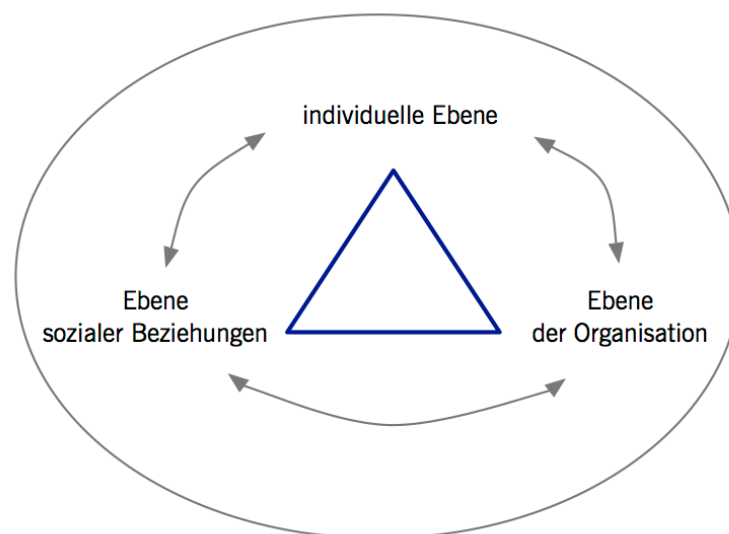 individuelle Ebene
Ebene
sozialer Beziehungen
Ebene
der Organisation